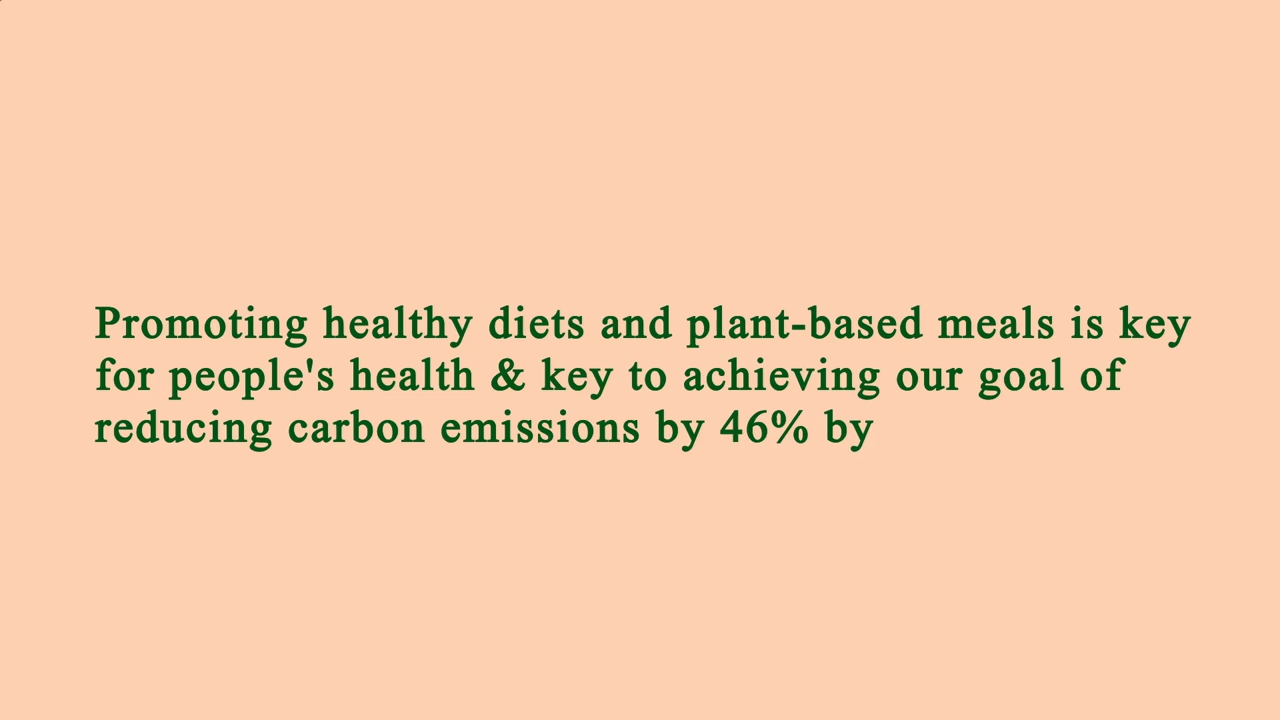 Promoting healthy diets and plant-based meals is key
for people's health & key to achieving our goal of
reducing carbon emissions by 46% by